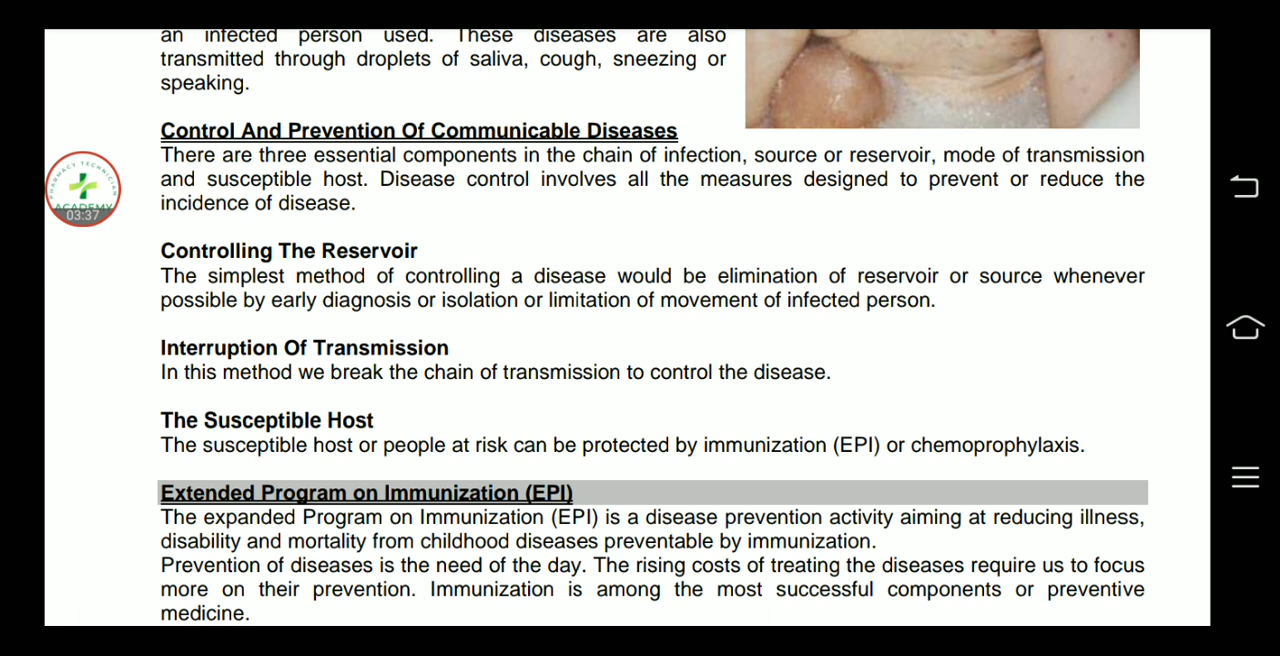 an infected person used. These diseases are also
transmitted through droplets of saliva, cough, sneezing or
speaking.
Control And Prevention Of Communicable Diseases
There are three essential components in the chain of infection, source or reservoir, mode of transmission
and susceptible host. Disease control involves all the measures designed to prevent or reduce the
incidence of disease.
PHARMACY TECHNICIAN
ACADEMY
03:37
Controlling The Reservoir
The simplest method of controlling a disease would be elimination of reservoir or source whenever
possible by early diagnosis or isolation or limitation of movement of infected person.
Interruption Of Transmission
In this method we break the chain of transmission to control the disease.
The Susceptible Host
The susceptible host or people at risk can be protected by immunization (EPI) or chemoprophylaxis.
Extended Program on Immunization (EPI)
The expanded Program on Immunization (EPI) is a disease prevention activity aiming at reducing illness,
disability and mortality from childhood diseases preventable by immunization.
Prevention of diseases is the need of the day. The rising costs of treating the diseases require us to focus
more on their prevention. Immunization is among the most successful components or preventive
medicine.